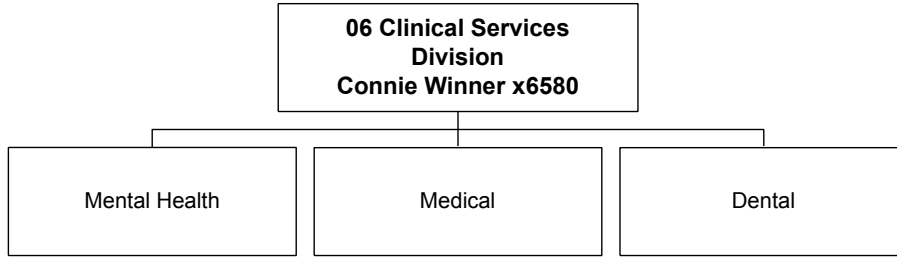 06 Clinical Services
Division
Connie Winner x6580
Mental Health
Medical
Dental